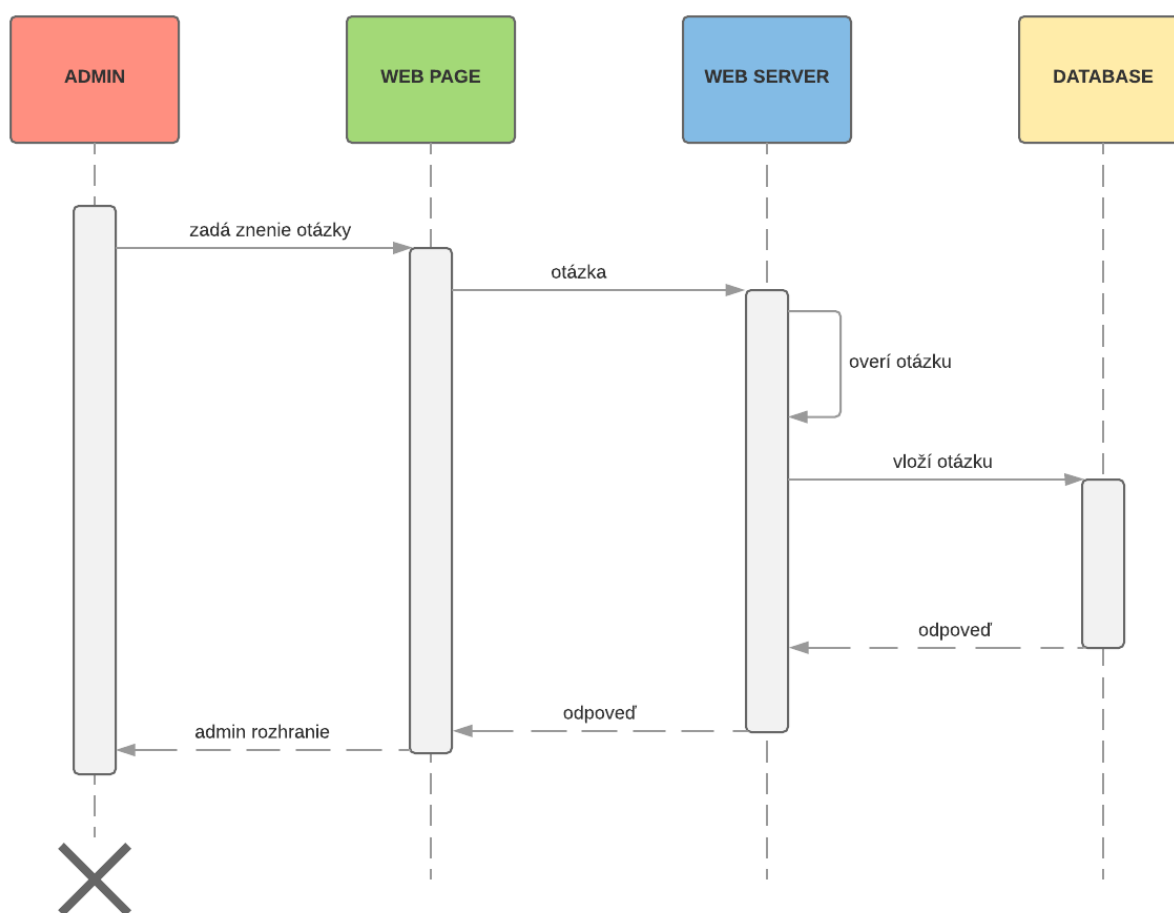 ADMIN
WEB PAGE
WEB SERVER
DATABASE
zadá znenie otázky
otázka
overí otázku
vloží otázku
odpoveď
odpoveď
admin rozhranie